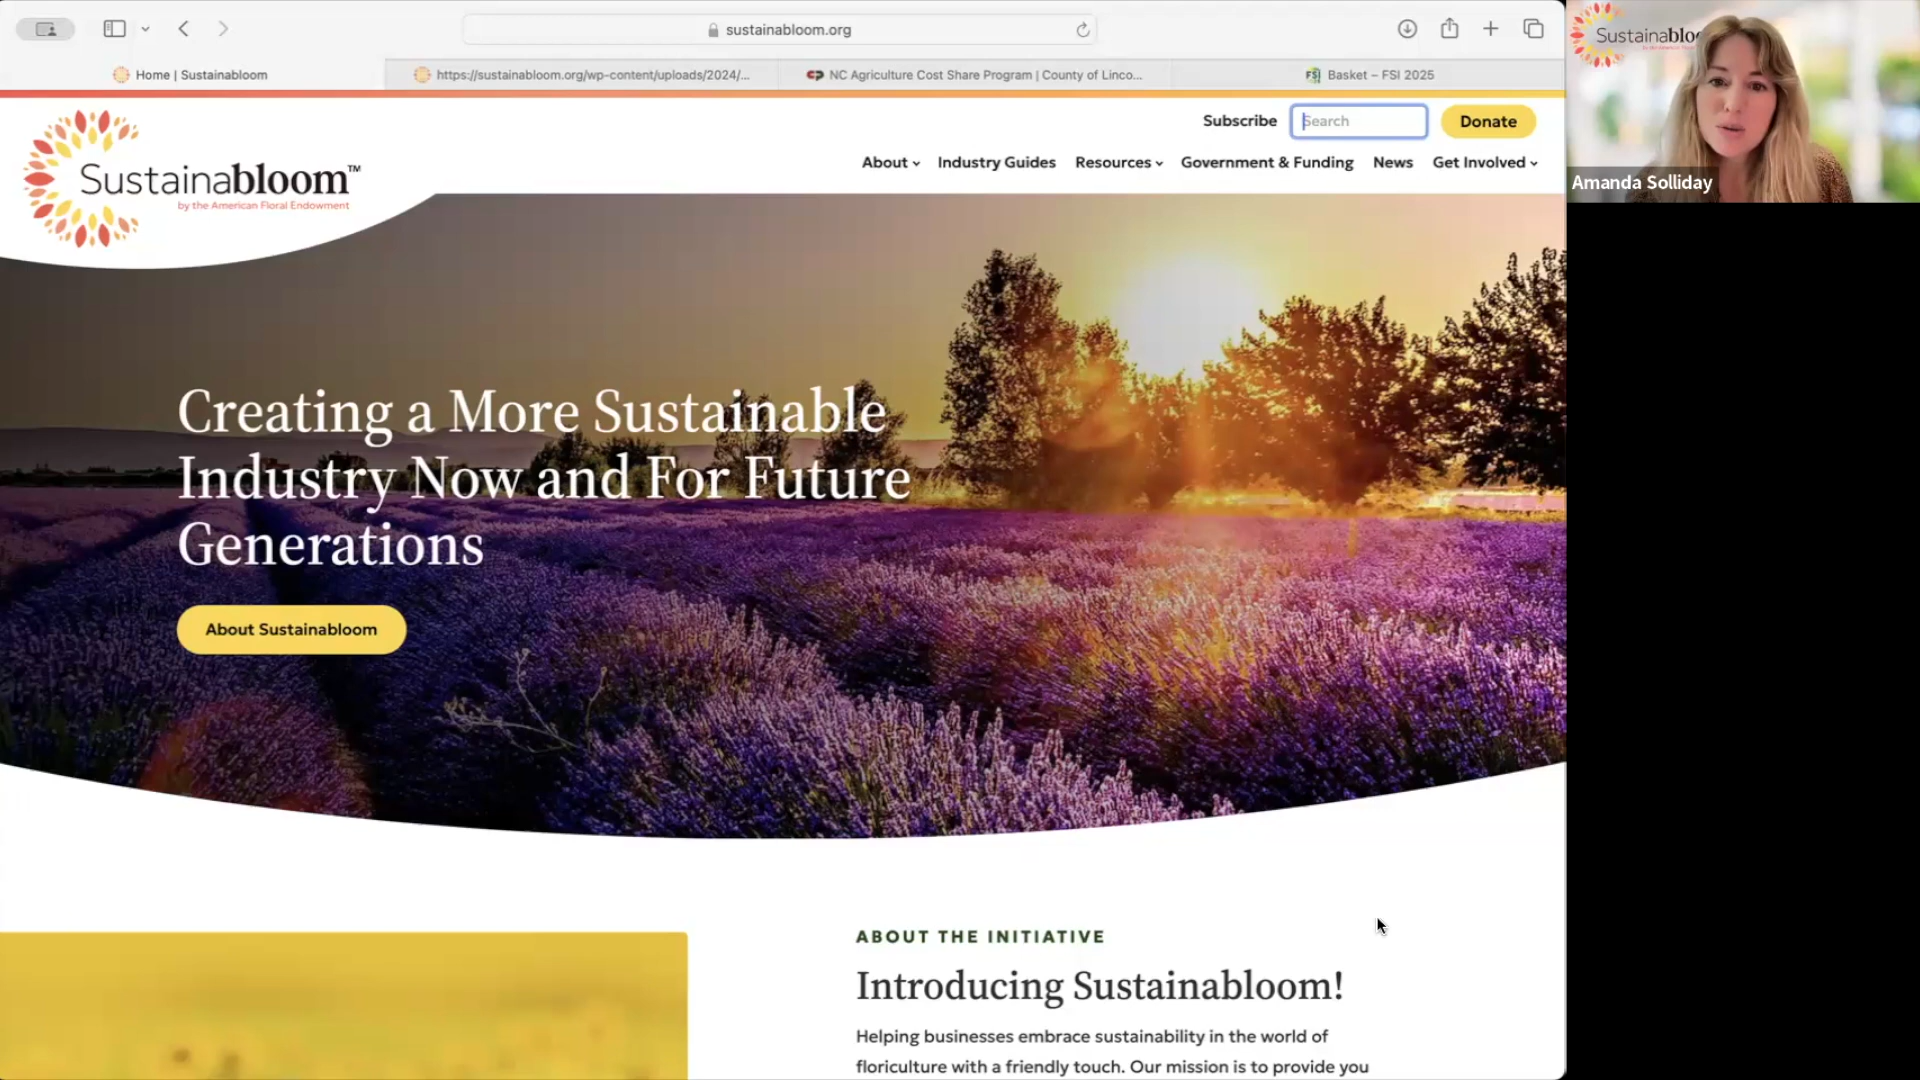 sustainabloom.org
Home | Sustainabloom
https://sustainabloom.org/wp-content/uploads/2024/...
NC Agriculture Cost Share Program | County of Linco...
FSI
Basket – FSI 2025
Subscribe
Search
Donate
Sustainabloom™
by the American Floral Endowment
About
Industry Guides
Resources
Government & Funding
News
Get Involved
Creating a More Sustainable
Industry Now and For Future
Generations
About Sustainabloom
ABOUT THE INITIATIVE
Introducing Sustainabloom!
Helping businesses embrace sustainability in the world of
floriculture with a friendly touch. Our mission is to provide you
Sustainabloo
Amanda Solliday